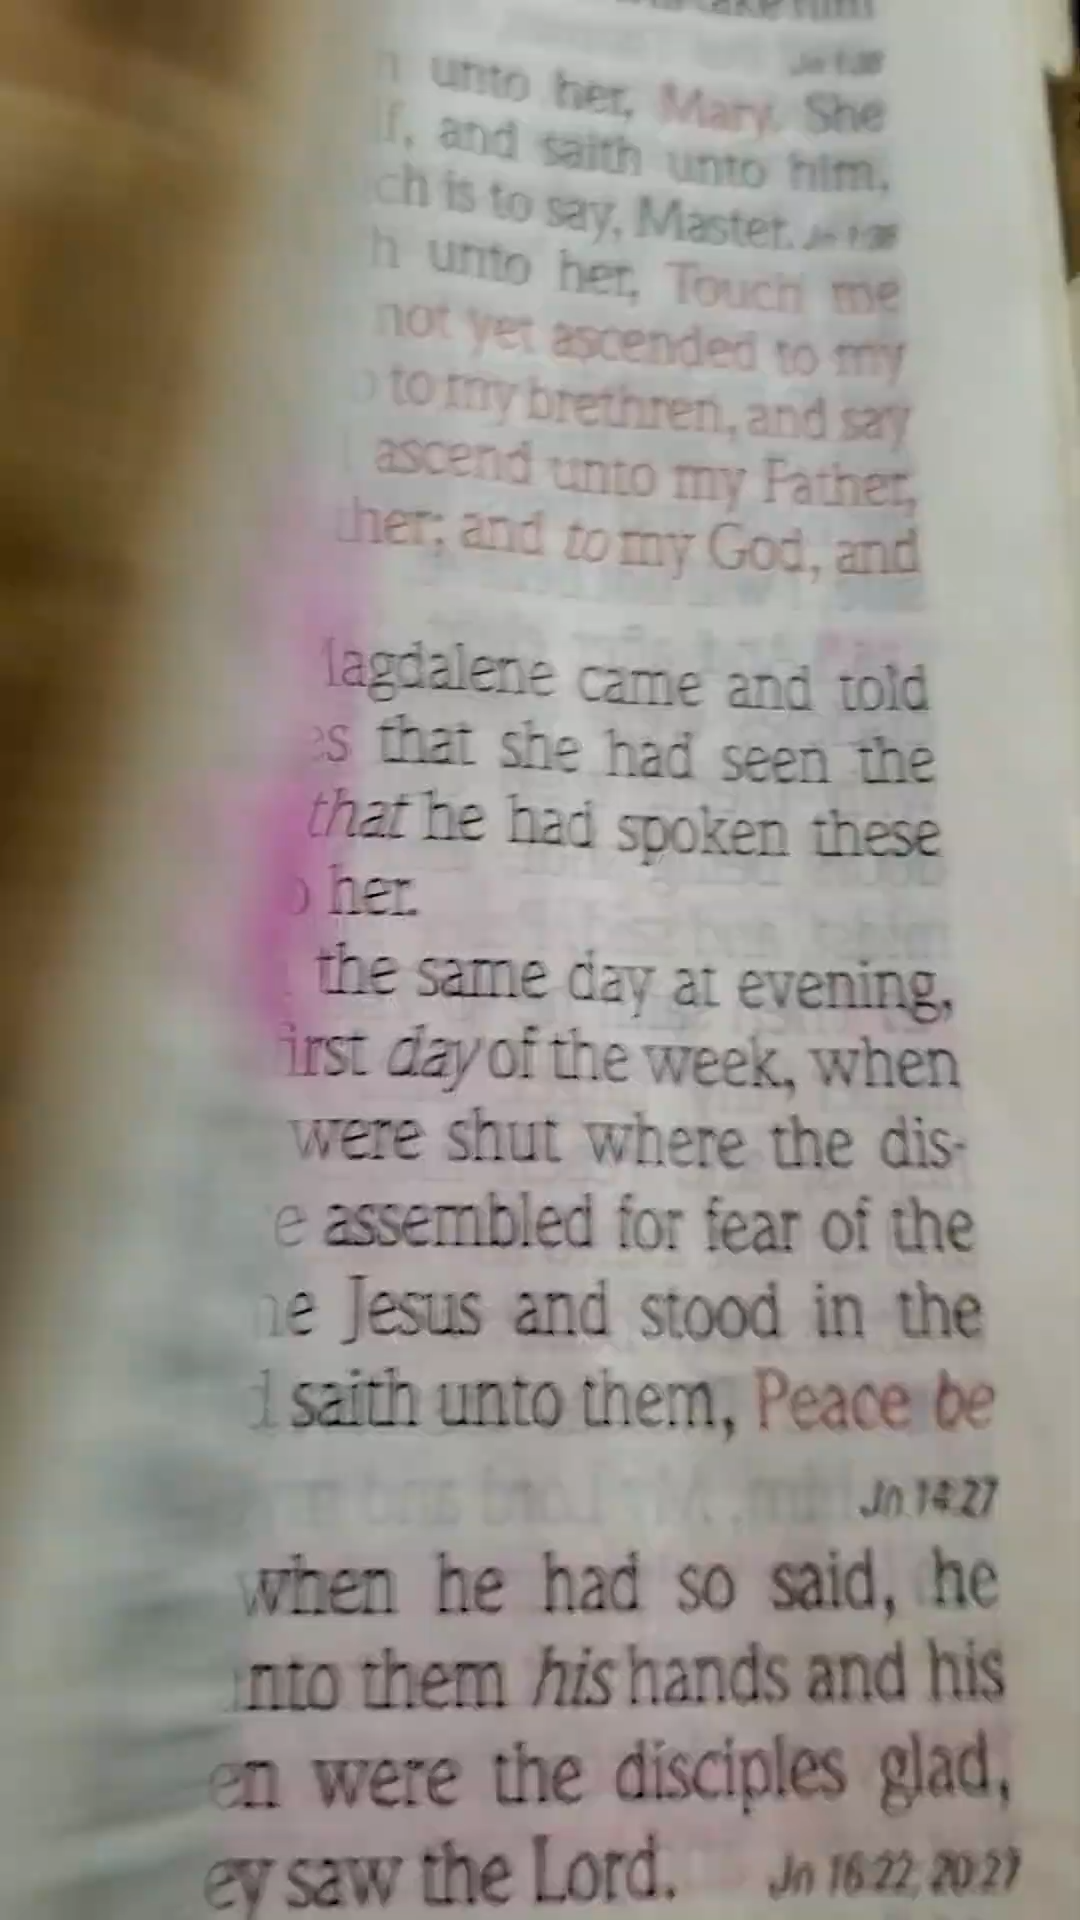 unto her, Mary. She
and saith unto him,
is to say, Master.
unto her, Touch me
not yet ascended to my
to my brethren, and say
ascend unto my Father,
ther; and to my God, and
agdalene came and told
es that she had seen the
that he had spoken these
her.
the same day at evening,
irst day of the week, when
were shut where the dis-
e assembled for fear of the
e Jesus and stood in the
saith unto them, Peace be
Jn 14:27
when he had so said, he
nto them his hands and his
en were the disciples glad,
ey saw the Lord. Jn 16:22; 20:27